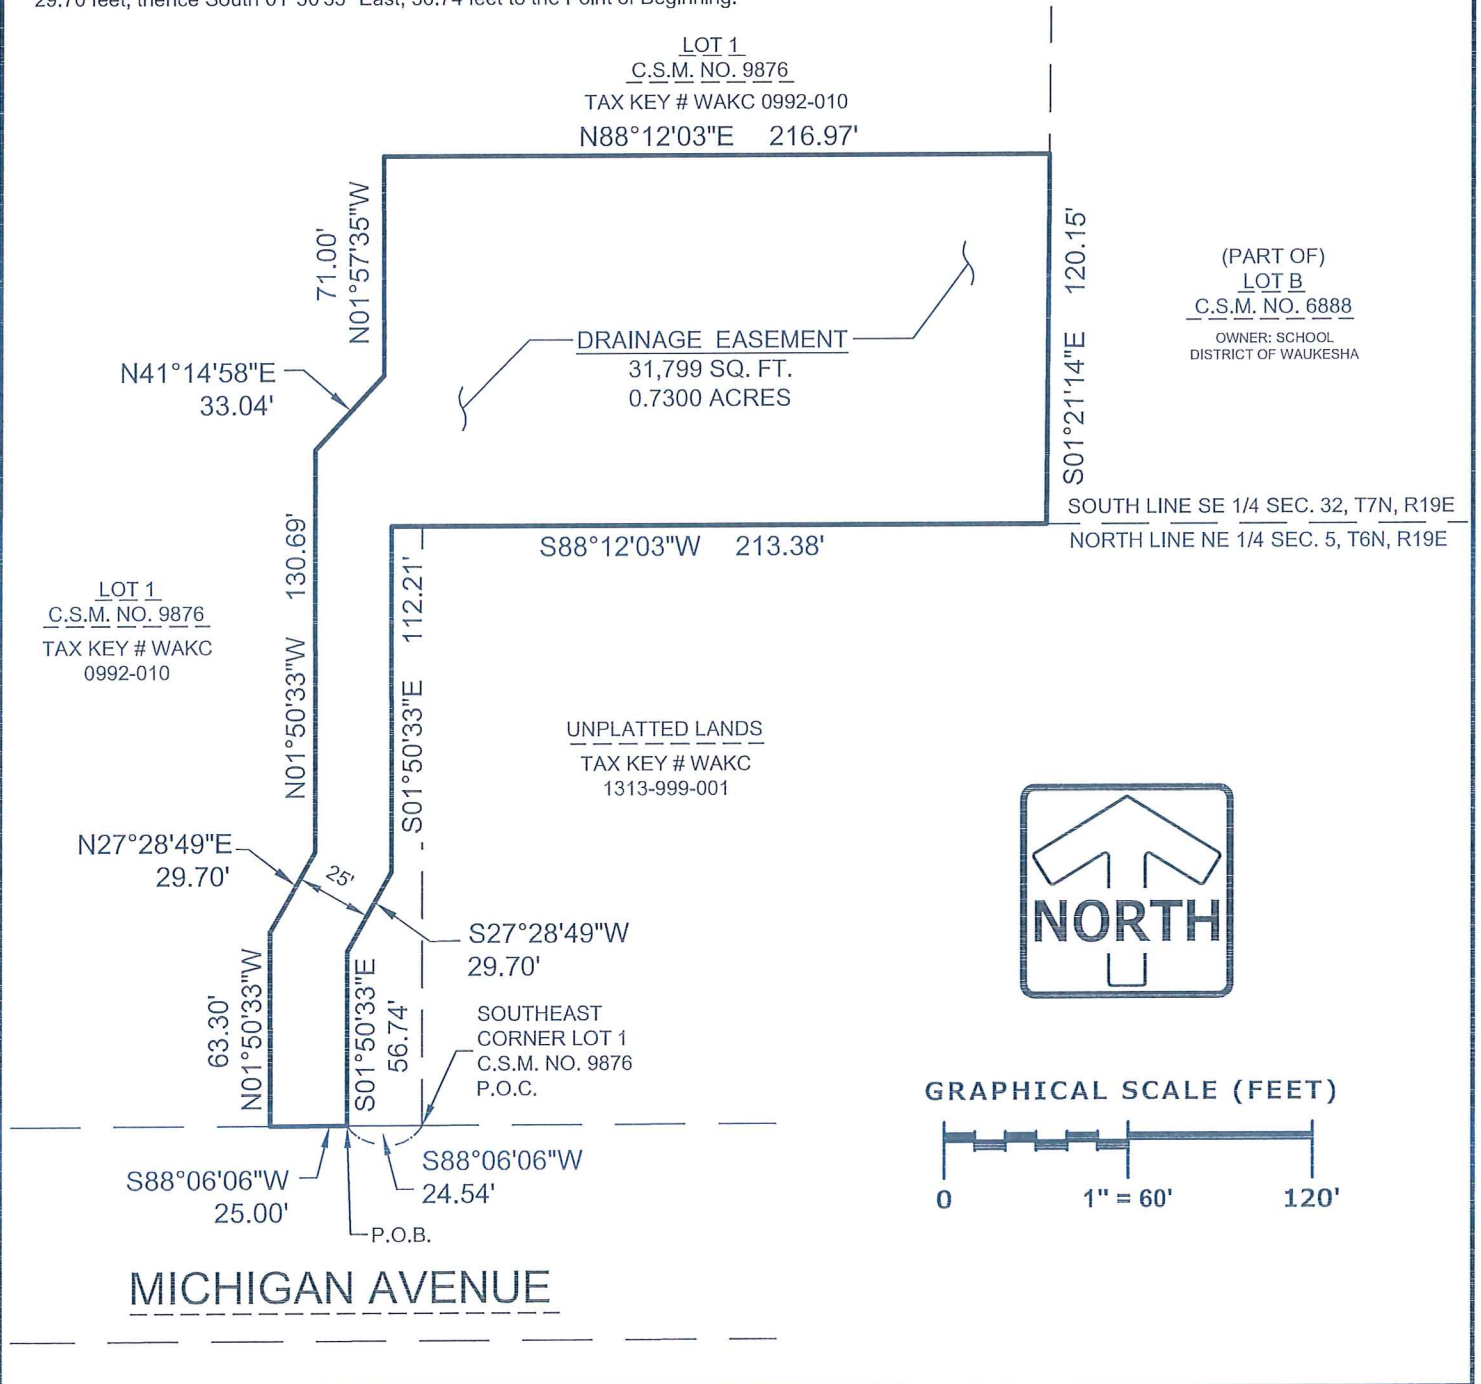 LOT 1
C.S.M. NO. 9876
TAX KEY # WAKC 0992-010
N88°12'03"E 216.97'
71.00'
N01°57'35"W
120.15'
S01°21'14"E
(PART OF)
LOT B
C.S.M. NO. 6888
OWNER: SCHOOL
DISTRICT OF WAUKESHA
DRAINAGE EASEMENT
31,799 SQ. FT.
0.7300 ACRES
N41°14'58"E
33.04'
SOUTH LINE SE 1/4 SEC. 32, T7N, R19E
NORTH LINE NE 1/4 SEC. 5, T6N, R19E
S88°12'03"W 213.38'
N01°50'33"W 130.69'
S01°50'33"E 112.21'
LOT 1
C.S.M. NO. 9876
TAX KEY # WAKC
0992-010
UNPLATTED LANDS
TAX KEY # WAKC
1313-999-001
N27°28'49"E
29.70'
25'
S27°28'49"W
29.70'
NORTH
63.30'
N01°50'33"W
S01°50'33"E
56.74'
SOUTHEAST
CORNER LOT 1
C.S.M. NO. 9876
P.O.C.
GRAPHICAL SCALE (FEET)
0 1" = 60' 120'
S88°06'06"W
25.00'
S88°06'06"W
24.54'
P.O.B.
MICHIGAN AVENUE